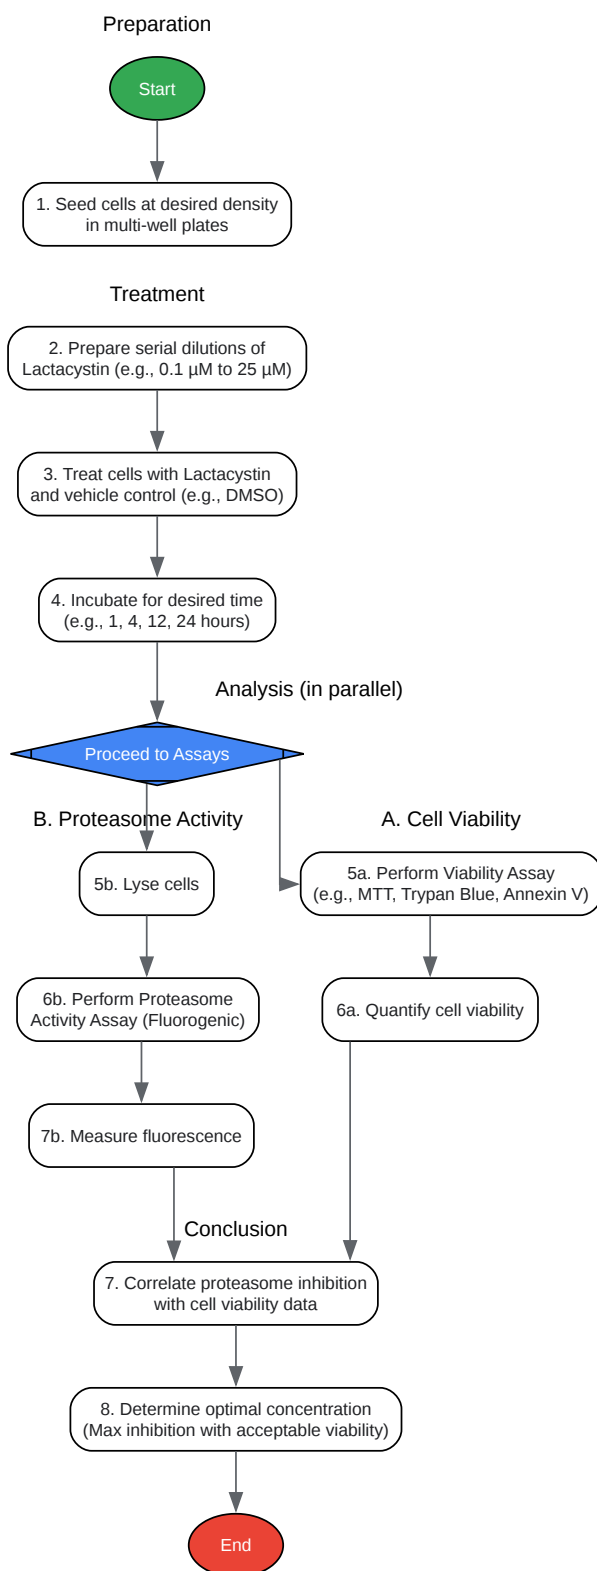 Preparation
Start
1. Seed cells at desired density
in multi-well plates
Treatment
2. Prepare serial dilutions of
Lactacystin (e.g., 0.1 µM to 25 µM)
3. Treat cells with Lactacystin
and vehicle control (e.g., DMSO)
4. Incubate for desired time
(e.g., 1, 4, 12, 24 hours)
Analysis (in parallel)
Proceed to Assays
B. Proteasome Activity
A. Cell Viability
5b. Lyse cells
5a. Perform Viability Assay
(e.g., MTT, Trypan Blue, Annexin V)
6b. Perform Proteasome
Activity Assay (Fluorogenic)
6a. Quantify cell viability
7b. Measure fluorescence
Conclusion
7. Correlate proteasome inhibition
with cell viability data
8. Determine optimal concentration
(Max inhibition with acceptable viability)
End